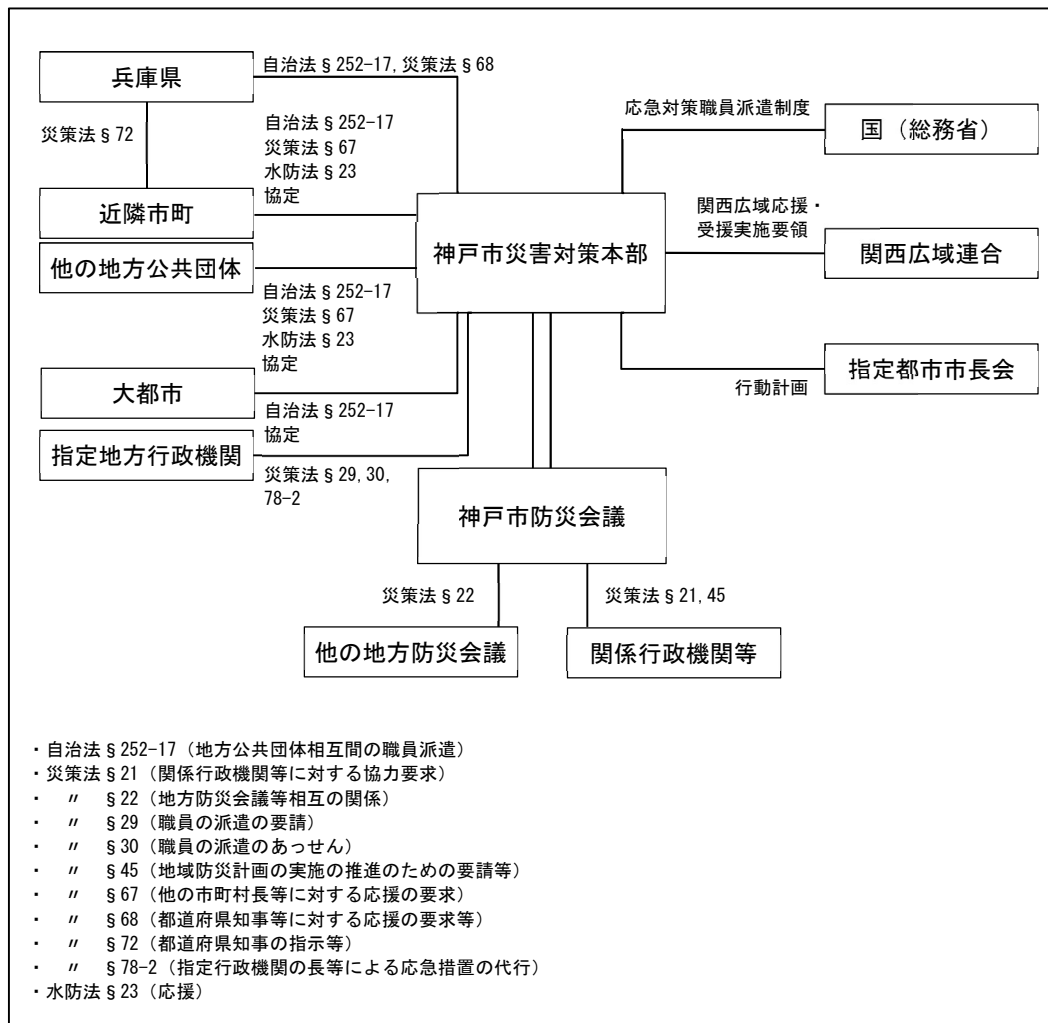 兵庫県
自治法§252-17, 災策法§68
災策法§72
自治法§252-17
災策法§67
水防法§23
協定
近隣市町
他の地方公共団体
自治法§252-17
災策法§67
水防法§23
協定
大都市
自治法§252-17
協定
指定地方行政機関
災策法§29, 30,
78-2
神戸市災害対策本部
応急対策職員派遣制度
国（総務省）
関西広域応援・
受援実施要領
関西広域連合
指定都市市長会
行動計画
神戸市防災会議
災策法§22
災策法§21, 45
他の地方防災会議
関係行政機関等
・自治法§252-17（地方公共団体相互間の職員派遣）
・災策法§21（関係行政機関等に対する協力要求）
・　〃　§22（地方防災会議等相互の関係）
・　〃　§29（職員の派遣の要請）
・　〃　§30（職員の派遣のあっせん）
・　〃　§45（地域防災計画の実施の推進のための要請等）
・　〃　§67（他の市町村長等に対する応援の要求）
・　〃　§68（都道府県知事等に対する応援の要求等）
・　〃　§72（都道府県知事の指示等）
・　〃　§78-2（指定行政機関の長等による応急措置の代行）
・水防法§23（応援）